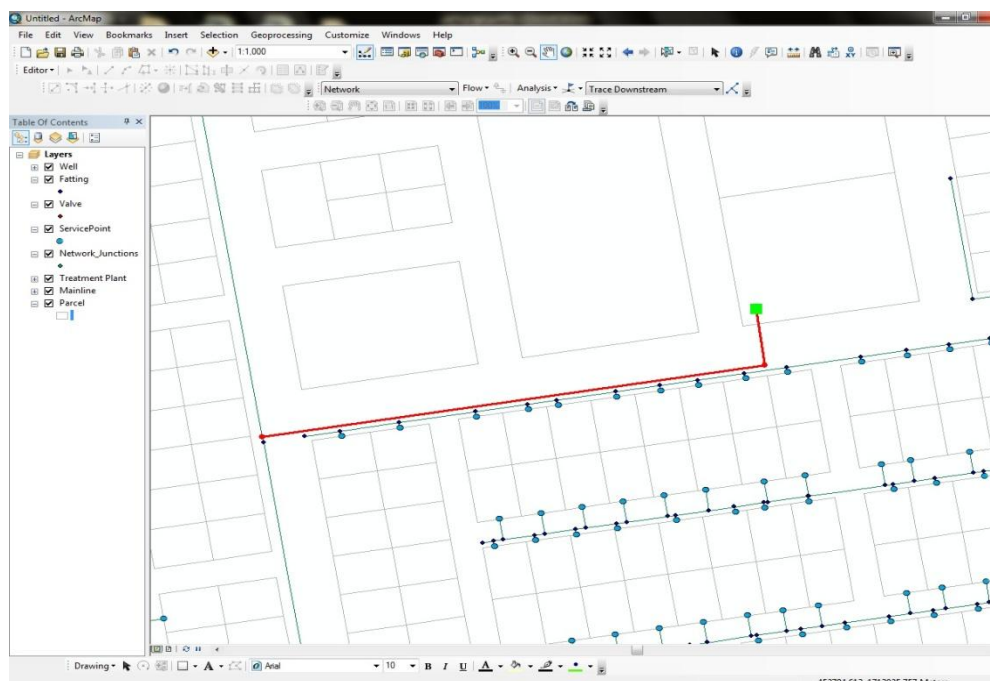 Untitled - ArcMap
File Edit View Bookmarks Insert Selection Geoprocessing Customize Windows Help
1:1,000
Editor
Network Flow Analysis Trace Downstream
Table Of Contents
Layers
Well
Fatting
Valve
ServicePoint
Network_Junctions
Treatment Plant
Mainline
Parcel
Drawing A Arial 10 B I U A